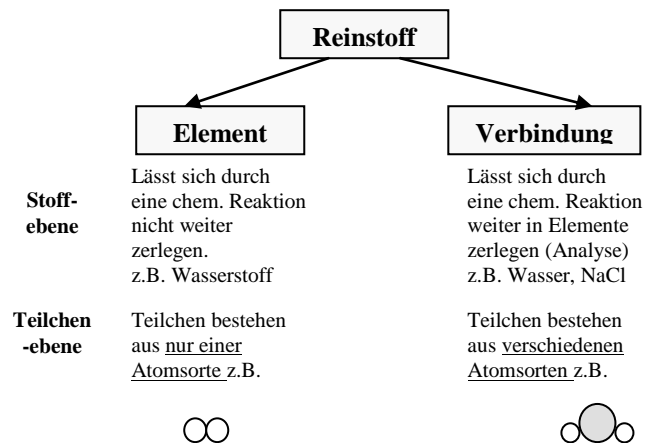 Reinstoff
Element
Verbindung
Stoff-
ebene
Lässt sich durch
eine chem. Reaktion
nicht weiter
zerlegen.
z.B. Wasserstoff
Lässt sich durch
eine chem. Reaktion
weiter in Elemente
zerlegen (Analyse)
z.B. Wasser, NaCl
Teilchen
-ebene
Teilchen bestehen
aus nur einer
Atomsorte z.B.
Teilchen bestehen
aus verschiedenen
Atomsorten z.B.